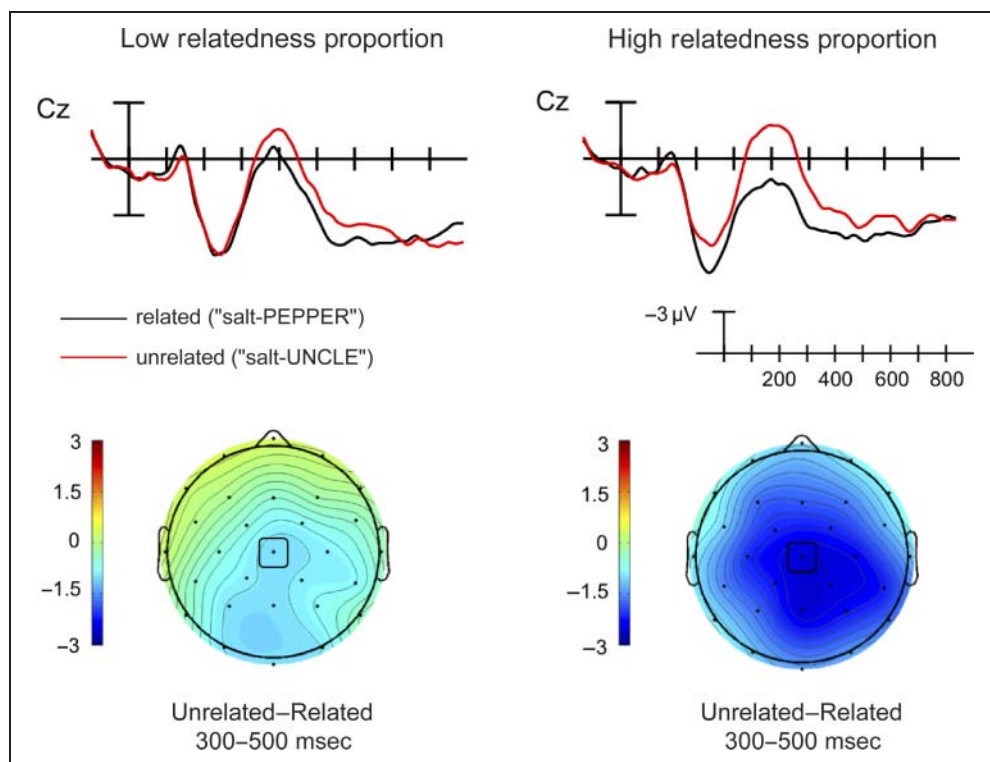 Low relatedness proportion
High relatedness proportion
Cz
Cz
related ("salt-PEPPER")
unrelated ("salt-UNCLE")
−3 µV
200 400 600 800
3
1.5
0
−1.5
−3
3
1.5
0
−1.5
−3
Unrelated–Related
300–500 msec
Unrelated–Related
300–500 msec